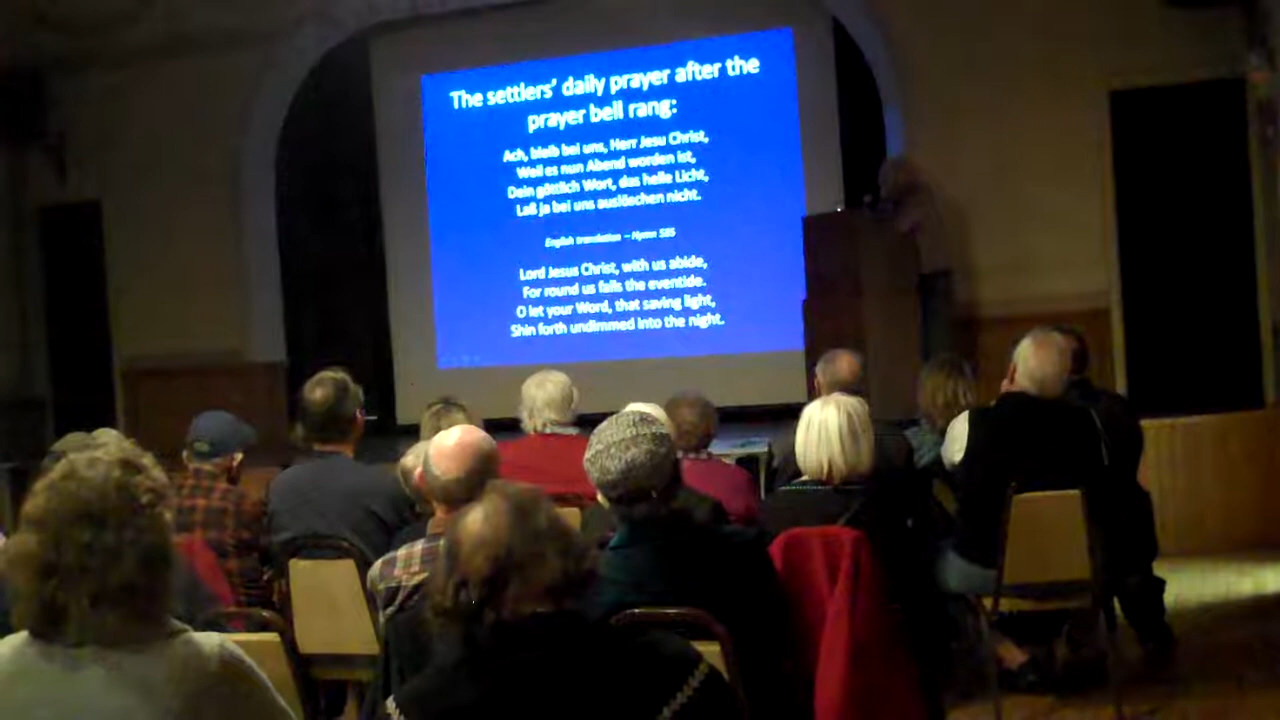 The settlers' daily prayer after the
prayer bell rang:
Ach, bleib bei uns, Herr Jesu Christ,
Weil es nun Abend worden ist,
Dein göttlich Wort, das helle Licht,
Laß ja bei uns auslöschen nicht.
English translation – Hymn 585
Lord Jesus Christ, with us abide,
For round us falls the eventide.
O let your Word, that saving light,
Shin forth undimmed into the night.